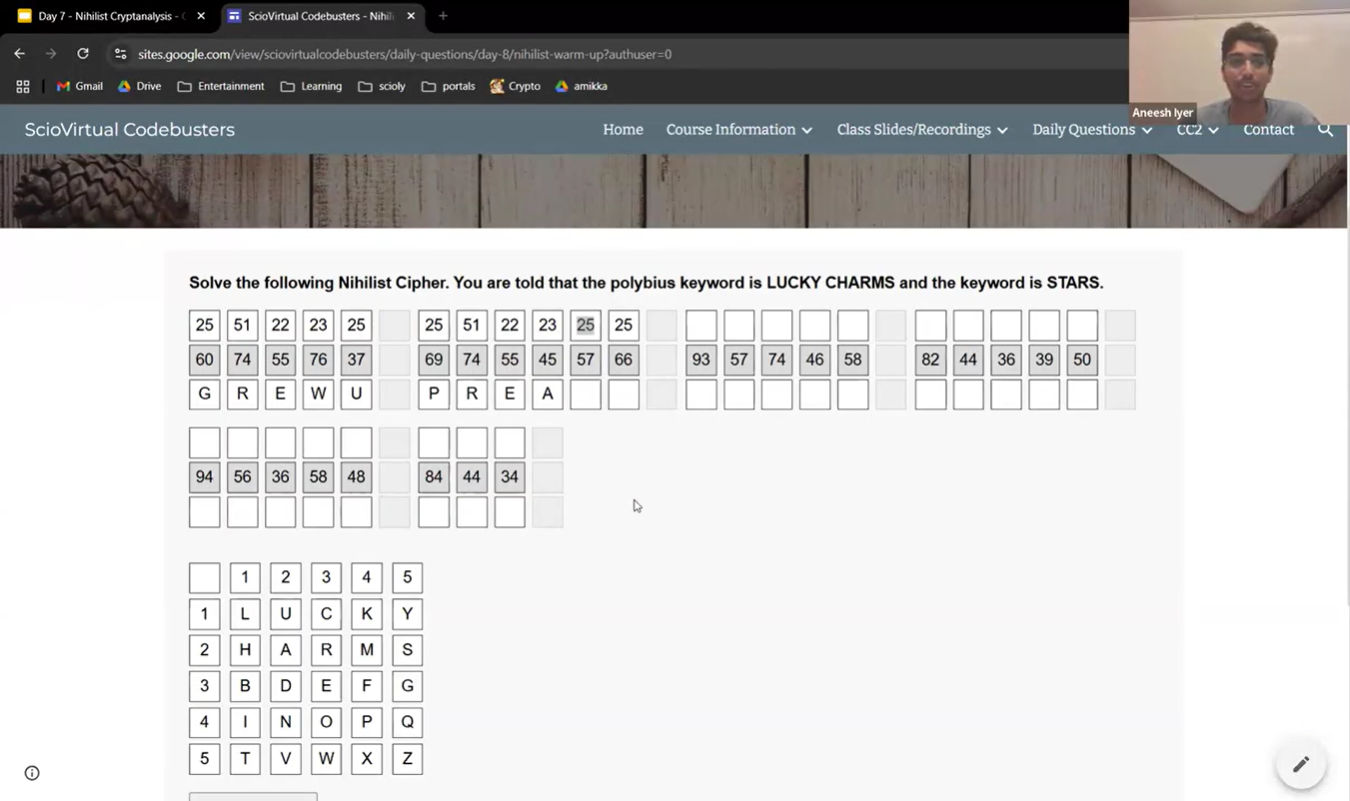 Day 7 - Nihilist Cryptanalysis -
ScioVirtual Codebusters - Nihil
sites.google.com/view/sciovirtualcodebusters/daily-questions/day-8/nihilist-warm-up?authuser=0
Gmail Drive Entertainment Learning scioly portals Crypto amikka
Aneesh Iyer
ScioVirtual Codebusters Home Course Information Class Slides/Recordings Daily Questions CC2 Contact
Solve the following Nihilist Cipher. You are told that the polybius keyword is LUCKY CHARMS and the keyword is STARS.
25 51 22 23 25 25 51 22 23 25 25
60 74 55 76 37 69 74 55 45 57 66 93 57 74 46 58 82 44 36 39 50
G R E W U P R E A
94 56 36 58 48 84 44 34
1 2 3 4 5
1 L U C K Y
2 H A R M S
3 B D E F G
4 I N O P Q
5 T V W X Z